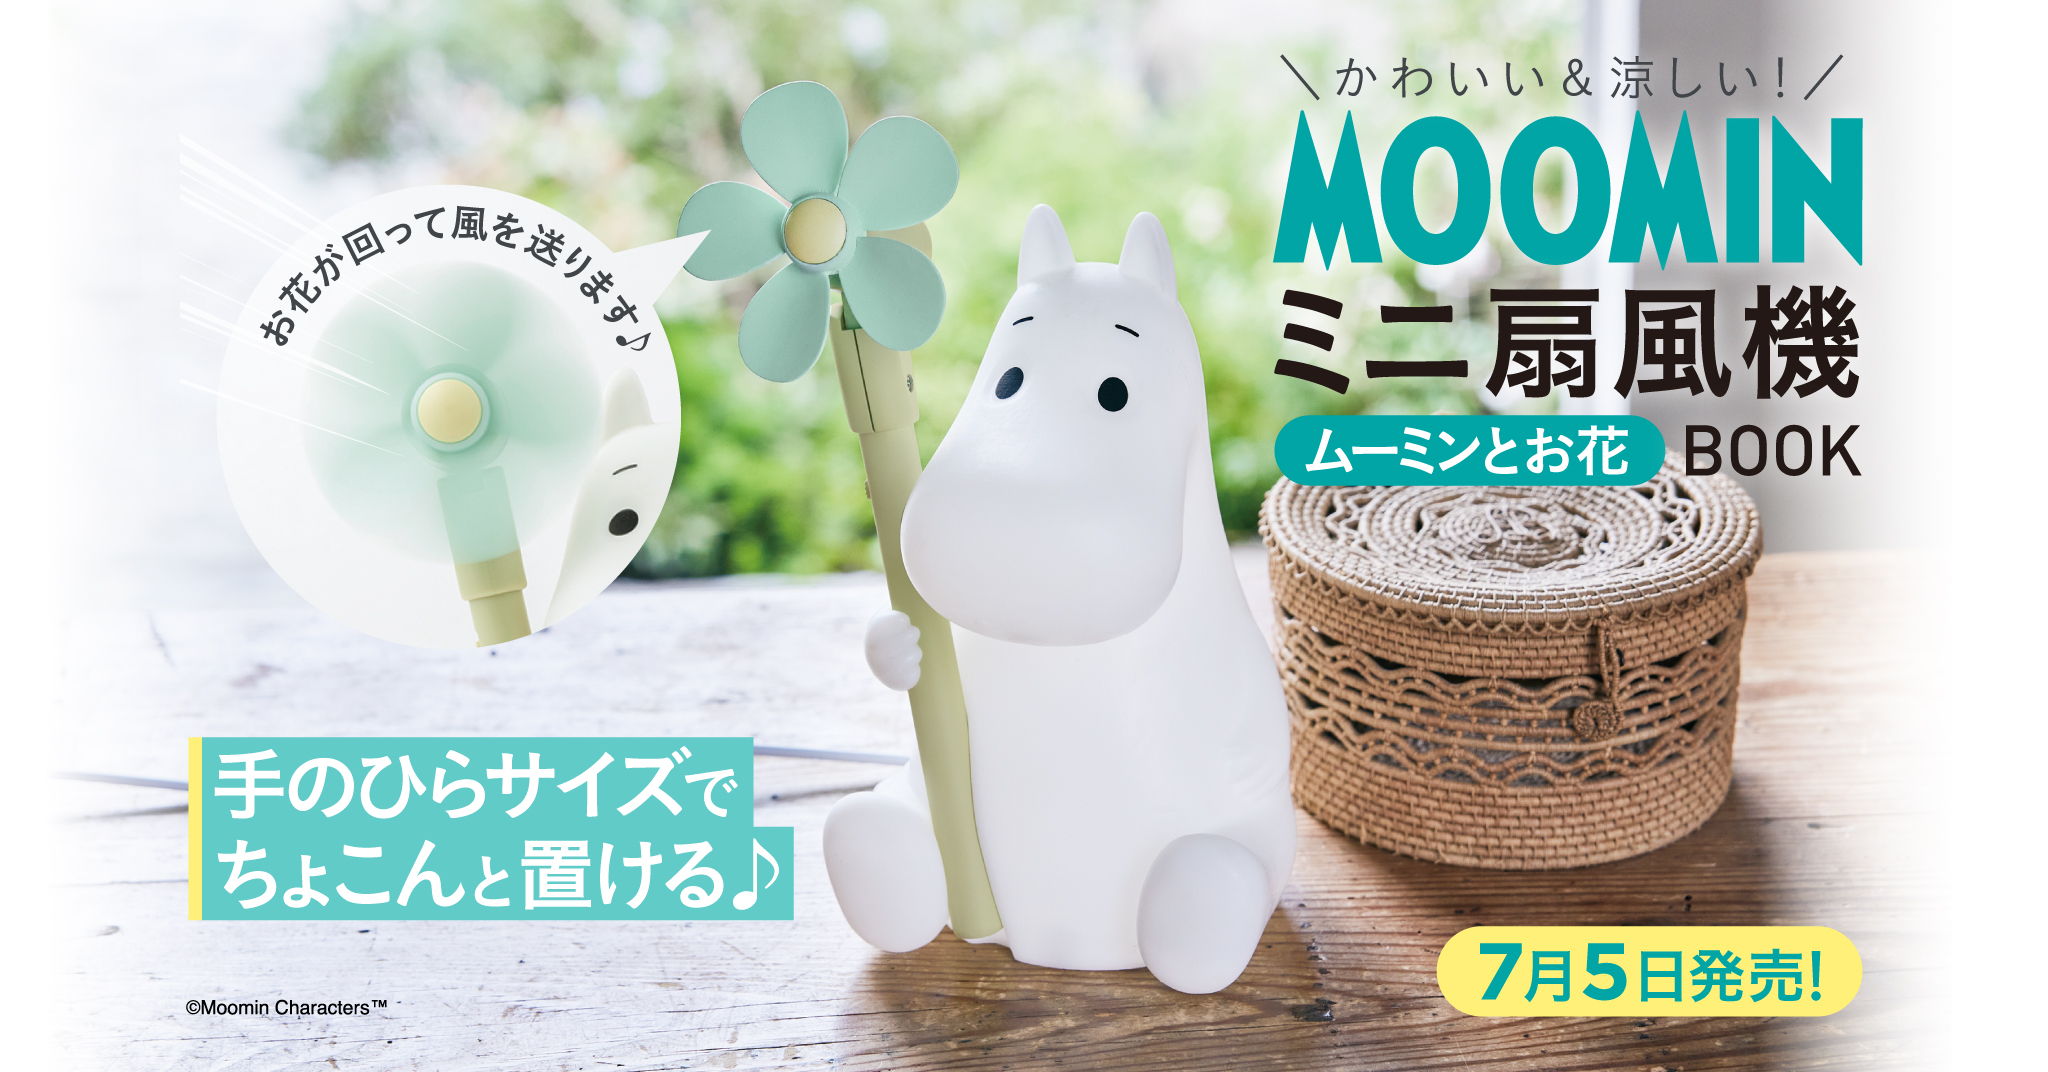 ＼かわいい&涼しい!／
MOOMIN
ミニ扇風機
ムーミンとお花 BOOK
お花が回って風を送ります♪
手のひらサイズで
ちょこんと置ける♪
7月5日発売!
©Moomin Characters™